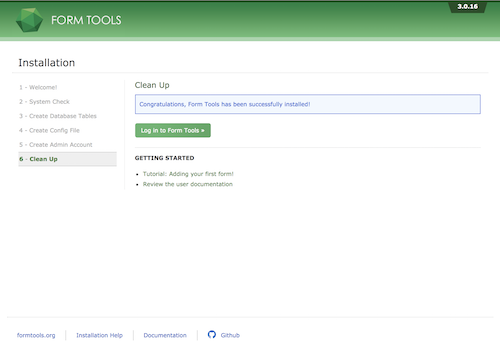 FORM TOOLS
3.0.16
Installation
1 - Welcome!
2 - System Check
3 - Create Database Tables
4 - Create Config File
5 - Create Admin Account
6 - Clean Up
Clean Up
Congratulations, Form Tools has been successfully installed!
Log in to Form Tools »
GETTING STARTED
• Tutorial: Adding your first form!
• Review the user documentation
formtools.org
Installation Help
Documentation
Github